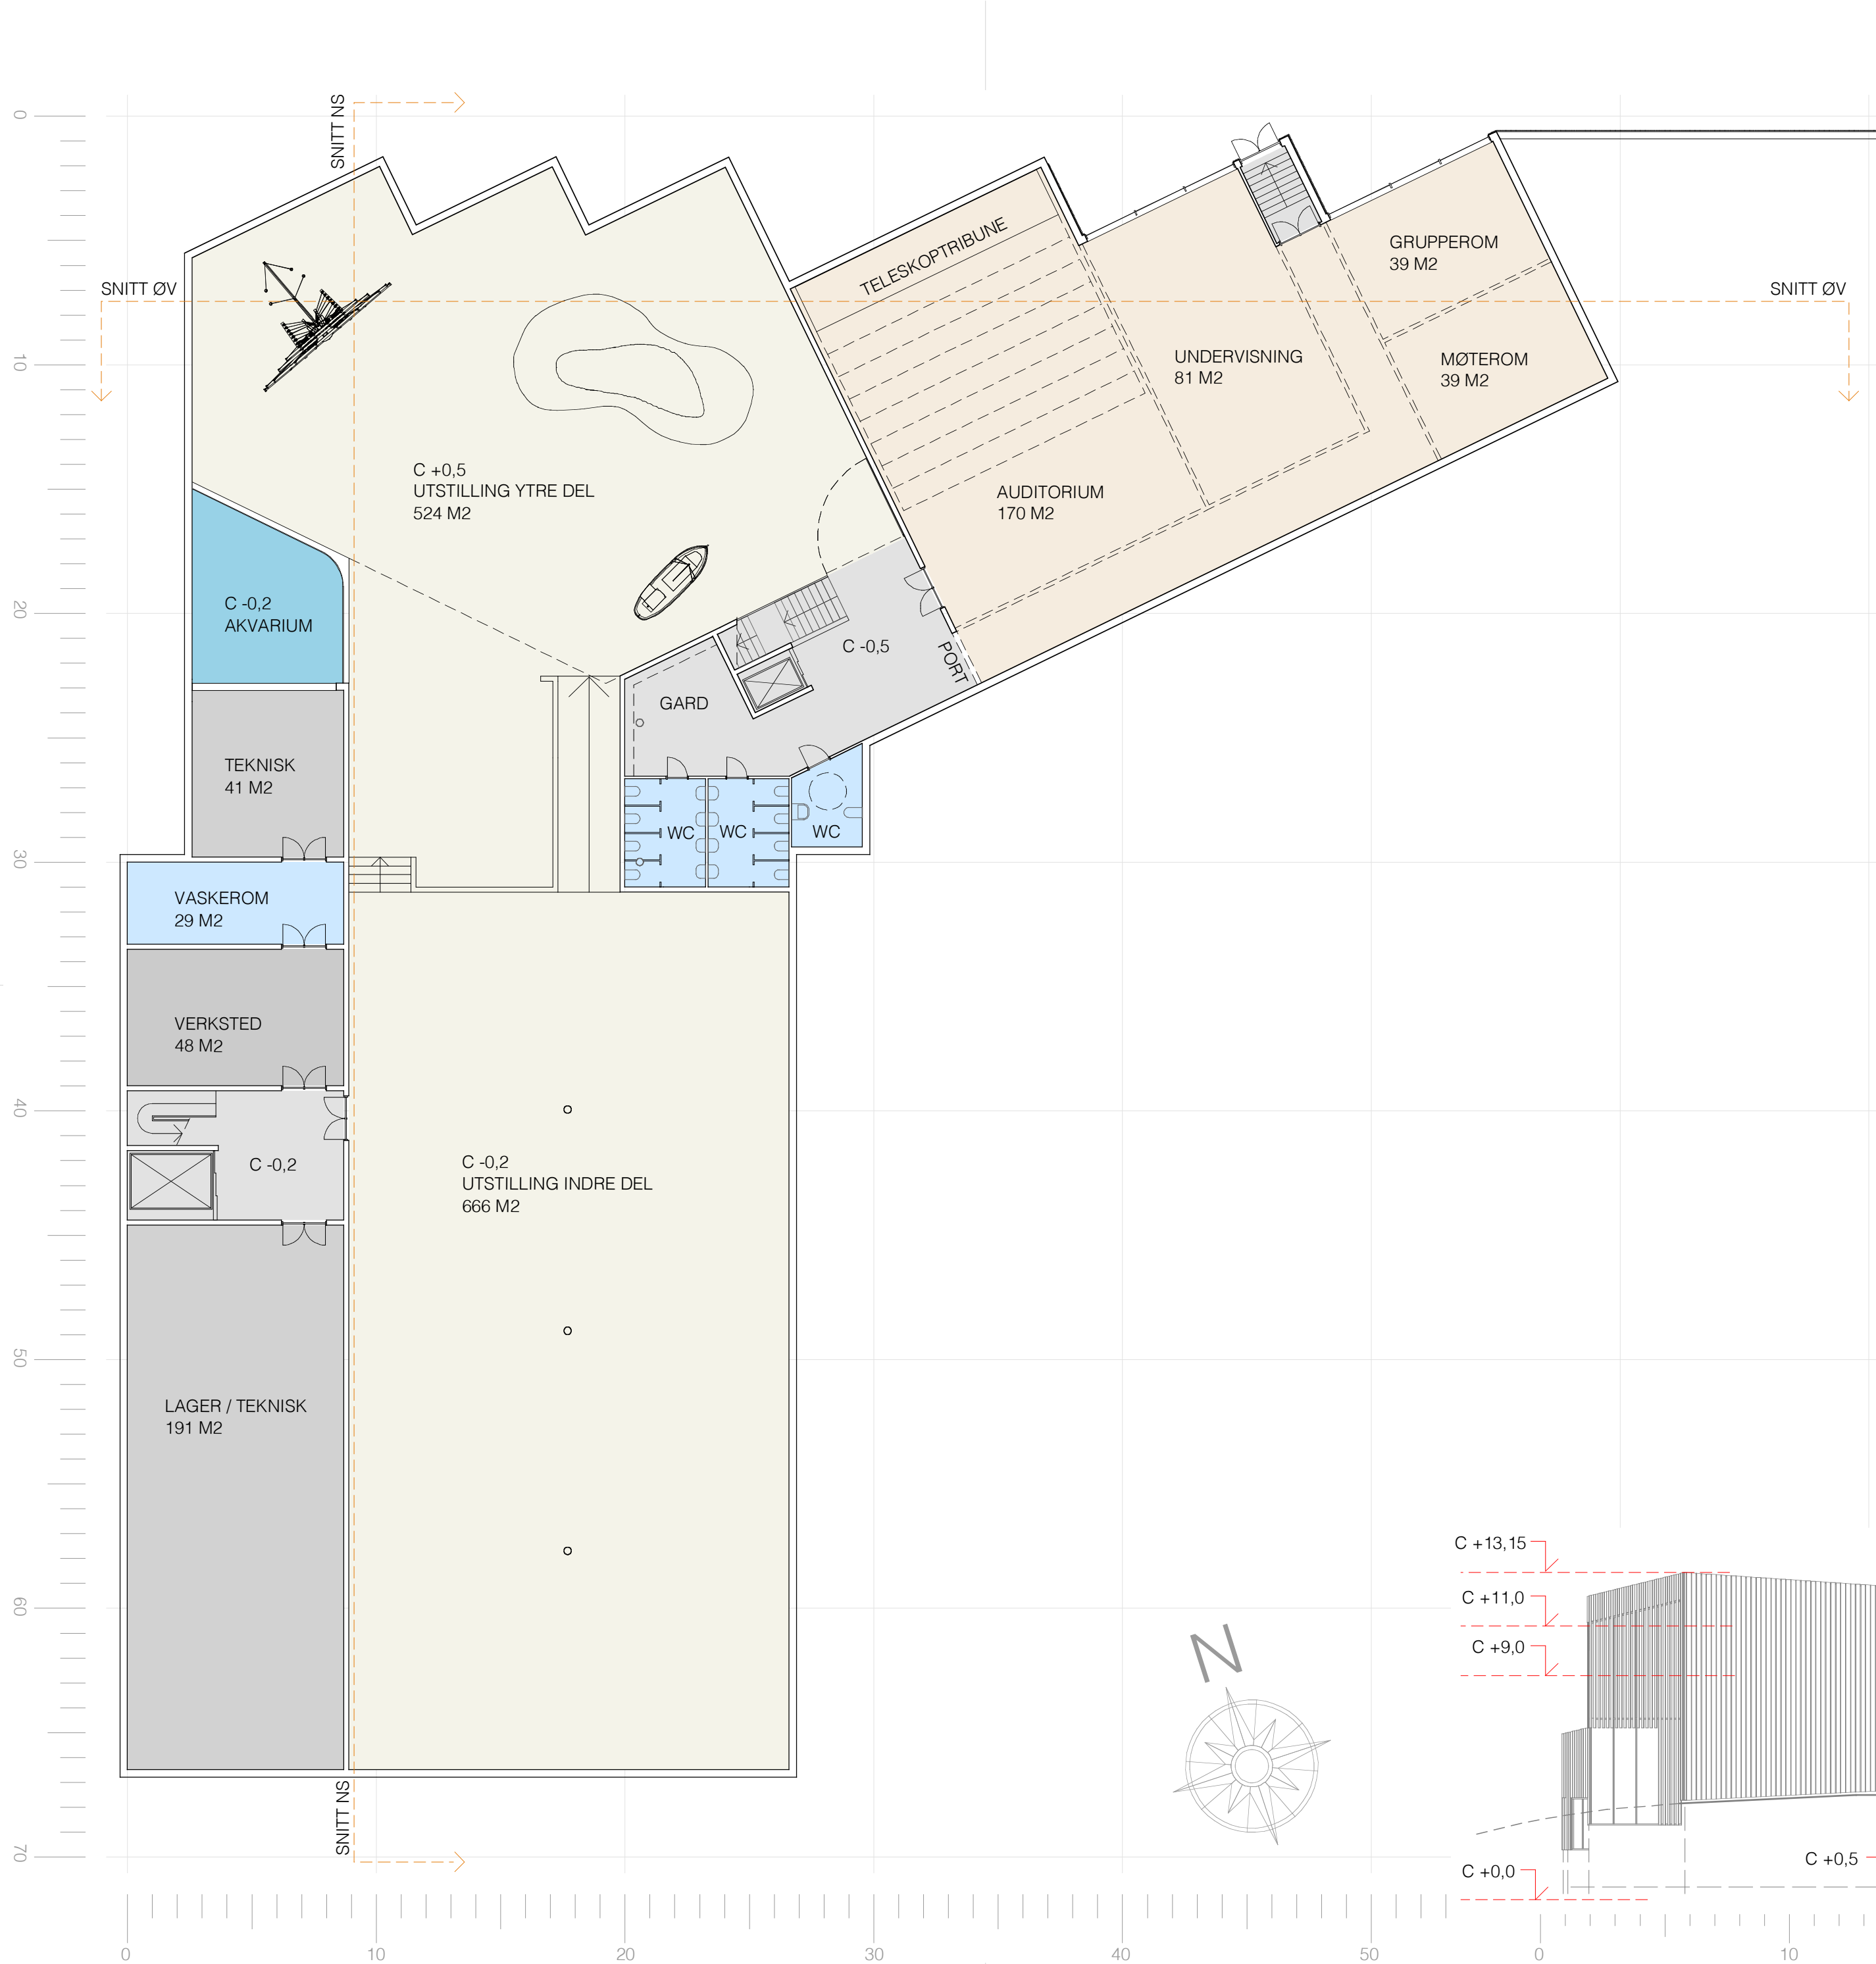 SNITT NS
0
SNITT ØV
SNITT ØV
TELESKOPTRIBUNE
GRUPPEROM
39 M2
10
UNDERVISNING
81 M2
MØTEROM
39 M2
C +0,5
UTSTILLING YTRE DEL
524 M2
AUDITORIUM
170 M2
20
C -0,2
AKVARIUM
C -0,5
PORT
GARD
TEKNISK
41 M2
WC
WC
WC
30
VASKEROM
29 M2
VERKSTED
48 M2
40
C -0,2
C -0,2
UTSTILLING INDRE DEL
666 M2
50
LAGER / TEKNISK
191 M2
60
N
C +13,15
C +11,0
C +9,0
SNITT NS
70
C +0,5
C +0,0
0
10
20
30
40
50
0
10